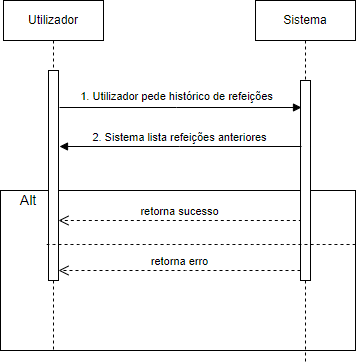 Utilizador
Sistema
1. Utilizador pede histórico de refeições
2. Sistema lista refeições anteriores
Alt
retorna sucesso
retorna erro